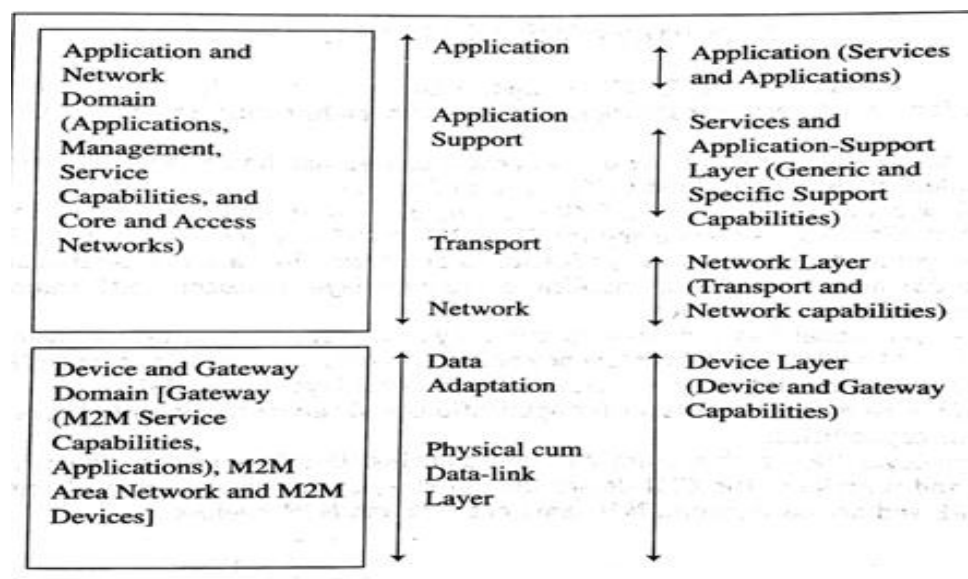 Application and
Network
Domain
(Applications,
Management,
Service
Capabilities, and
Core and Access
Networks)
Device and Gateway
Domain [Gateway
(M2M Service
Capabilities,
Applications), M2M
Area Network and M2M
Devices]
Application
Application
Support
Transport
Network
Data
Adaptation
Physical cum
Data-link
Layer
Application (Services
and Applications)
Services and
Application-Support
Layer (Generic and
Specific Support
Capabilities)
Network Layer
(Transport and
Network capabilities)
Device Layer
(Device and Gateway
Capabilities)